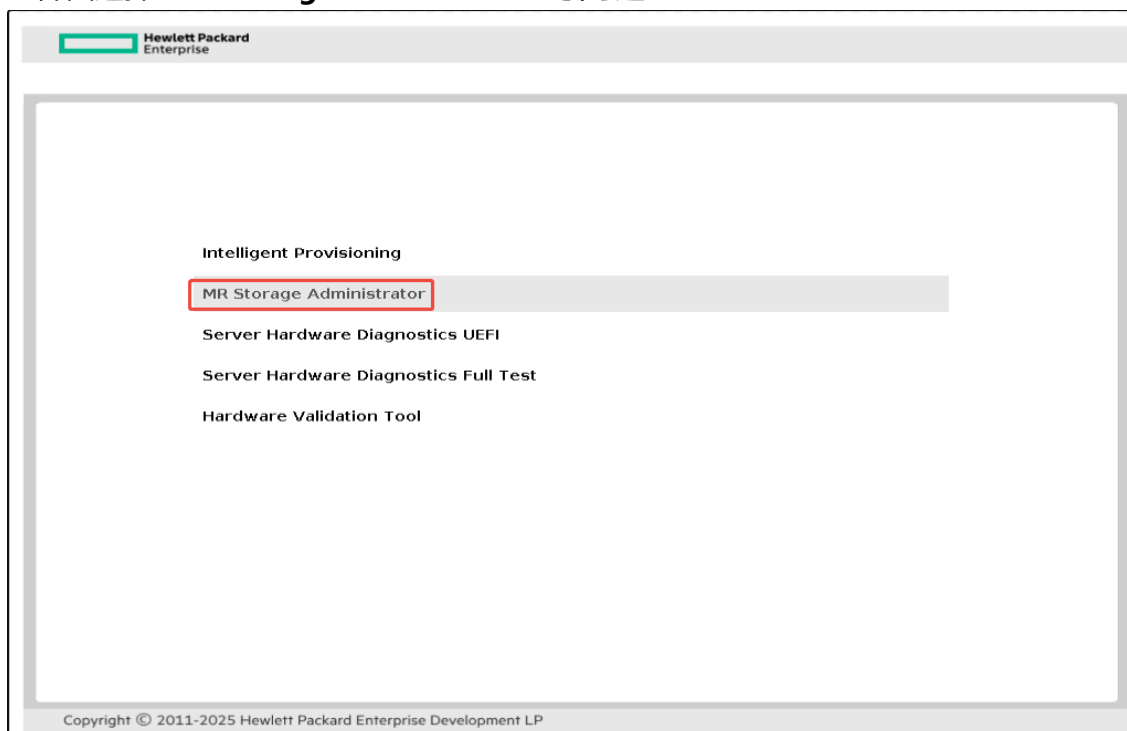 Hewlett Packard
Enterprise
Intelligent Provisioning
MR Storage Administrator
Server Hardware Diagnostics UEFI
Server Hardware Diagnostics Full Test
Hardware Validation Tool
Copyright © 2011-2025 Hewlett Packard Enterprise Development LP